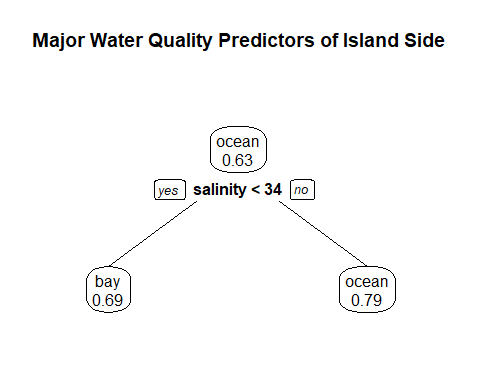 Major Water Quality Predictors of Island Side
ocean
0.63
yes salinity < 34 no
bay
0.69
ocean
0.79